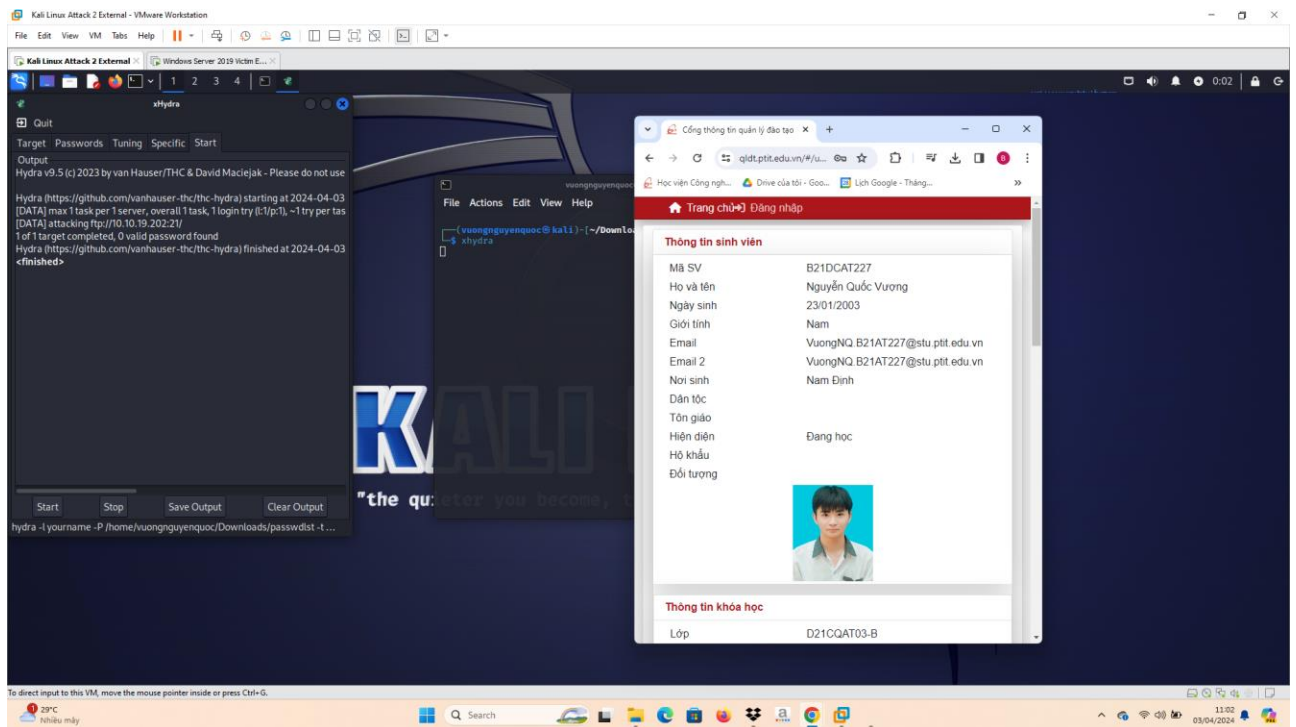 Kali Linux Attack 2 External - VMware Workstation
File Edit View VM Tabs Help
Kali Linux Attack 2 External
Windows Server 2019 Victim E...
1 2 3 4
0:02
xHydra
Quit
Target Passwords Tuning Specific Start
Output
Hydra v9.5 (c) 2023 by van Hauser/THC & David Maciejak - Please do not use
Hydra (https://github.com/vanhauser-thc/thc-hydra) starting at 2024-04-03
[DATA] max 1 task per 1 server, overall 1 task, 1 login try (l:1/p:1), ~1 try per tas
[DATA] attacking ftp://10.10.19.202:21/
1 of 1 target completed, 0 valid password found
Hydra (https://github.com/vanhauser-thc/thc-hydra) finished at 2024-04-03
<finished>
Start Stop Save Output Clear Output
hydra -l yourname -P /home/vuongnguyenquoc/Downloads/passwdlst -t ...
vuongnguyenquoc
File Actions Edit View Help
(vuongnguyenquoc㉿kali)-[~/Downlo
$ xhydra
KALI
"the quieter you become, t
Cổng thông tin quản lý đào tạo
qldt.ptit.edu.vn/#/u...
Học viện Công ngh... Drive của tôi - Goo... Lịch Google - Tháng... »
Trang chủ Đăng nhập
Thông tin sinh viên
Mã SV B21DCAT227
Họ và tên Nguyễn Quốc Vượng
Ngày sinh 23/01/2003
Giới tính Nam
Email VuongNQ.B21AT227@stu.ptit.edu.vn
Email 2 VuongNQ.B21AT227@stu.ptit.edu.vn
Nơi sinh Nam Định
Dân tộc
Tôn giáo
Hiện diện Đang học
Hộ khẩu
Đối tượng
Thông tin khóa học
Lớp D21CQAT03-B
To direct input to this VM, move the mouse pointer inside or press Ctrl+G.
1
29°C
Nhiều mây
Search
11:02
03/04/2024